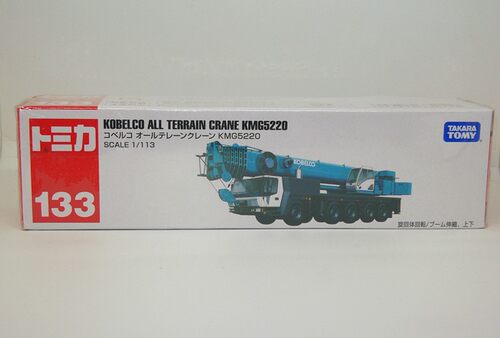 トミカ
133
KOBELCO ALL TERRAIN CRANE KMG5220
コベルコ オールテレーンクレーン KMG5220
SCALE 1/113
KOBELCO
TAKARA
TOMY
旋回体回転/ブーム伸縮、上下